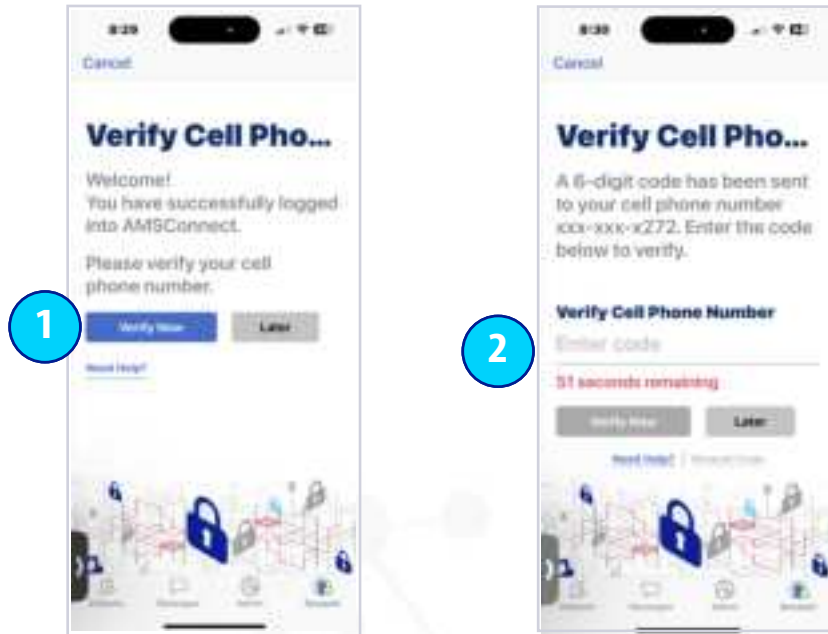 8:29
Cancel
Verify Cell Pho...
Welcome!
You have successfully logged
into AMSConnect.
Please verify your cell
phone number.
1
Verify Now
Later
Need Help?
8:30
Cancel
Verify Cell Pho...
A 6-digit code has been sent
to your cell phone number
xxx-xxx-x272. Enter the code
below to verify.
Verify Cell Phone Number
2
Enter code
51 seconds remaining
Verify Now
Later
Need Help?